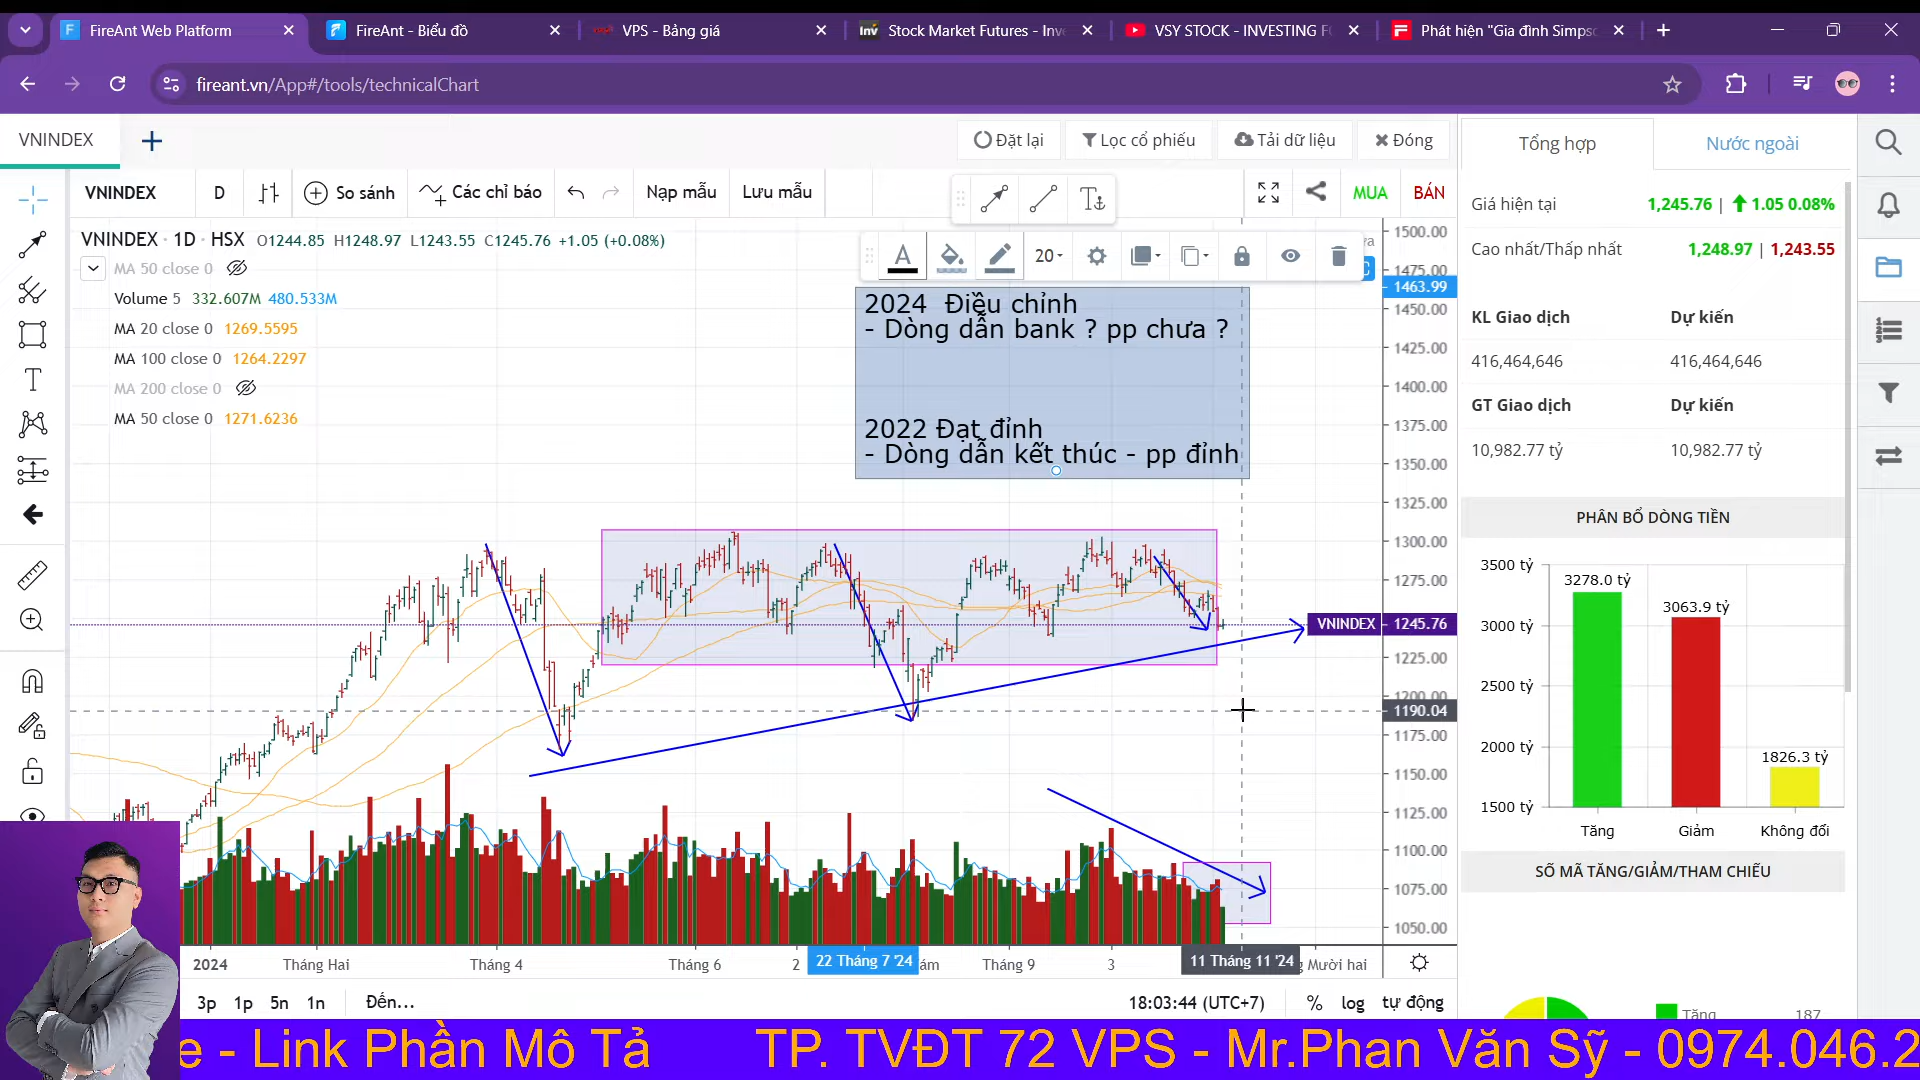 FireAnt Web Platform
FireAnt - Biểu đồ
VPS - Bảng giá
Stock Market Futures - Inve
VSY STOCK - INVESTING F
Phát hiện "Gia đình Simpso
fireant.vn/App#/tools/technicalChart
VNINDEX
Đặt lại
Lọc cổ phiếu
Tải dữ liệu
Đóng
VNINDEX
D
So sánh
Các chỉ báo
Nạp mẫu
Lưu mẫu
MUA
BÁN
VNINDEX · 1D · HSX O1244.85 H1248.97 L1243.55 C1245.76 +1.05 (+0.08%)
MA 50 close 0
Volume 5 332.607M 480.533M
MA 20 close 0 1269.5595
MA 100 close 0 1264.2297
MA 200 close 0
MA 50 close 0 1271.6236
20
2024 Điều chỉnh
- Dòng dẫn bank ? pp chưa ?
2022 Đạt đỉnh
- Dòng dẫn kết thúc - pp đỉnh
1500.00
1475.00
1463.99
1450.00
1425.00
1400.00
1375.00
1350.00
1325.00
1300.00
1275.00
VNINDEX 1245.76
1225.00
1200.00
1190.04
1175.00
1150.00
1125.00
1100.00
1075.00
1050.00
2024
Tháng Hai
Tháng 4
Tháng 6
2
22 Tháng 7 '24
ám
Tháng 9
3
11 Tháng 11 '24
g Mười hai
3p 1p 5n 1n
Đến...
18:03:44 (UTC+7)
% log tự động
Tổng hợp
Nước ngoài
Giá hiện tại 1,245.76 | 1.05 0.08%
Cao nhất/Thấp nhất 1,248.97 | 1,243.55
KL Giao dịch Dự kiến
416,464,646 416,464,646
GT Giao dịch Dự kiến
10,982.77 tỷ 10,982.77 tỷ
PHÂN BỔ DÒNG TIỀN
3500 tỷ
3000 tỷ
2500 tỷ
2000 tỷ
1500 tỷ
3278.0 tỷ
3063.9 tỷ
1826.3 tỷ
Tăng
Giảm
Không đổi
SỐ MÃ TĂNG/GIẢM/THAM CHIẾU
Tăng 187
e - Link Phần Mô Tả TP. TVĐT 72 VPS - Mr.Phan Văn Sỹ - 0974.046.2